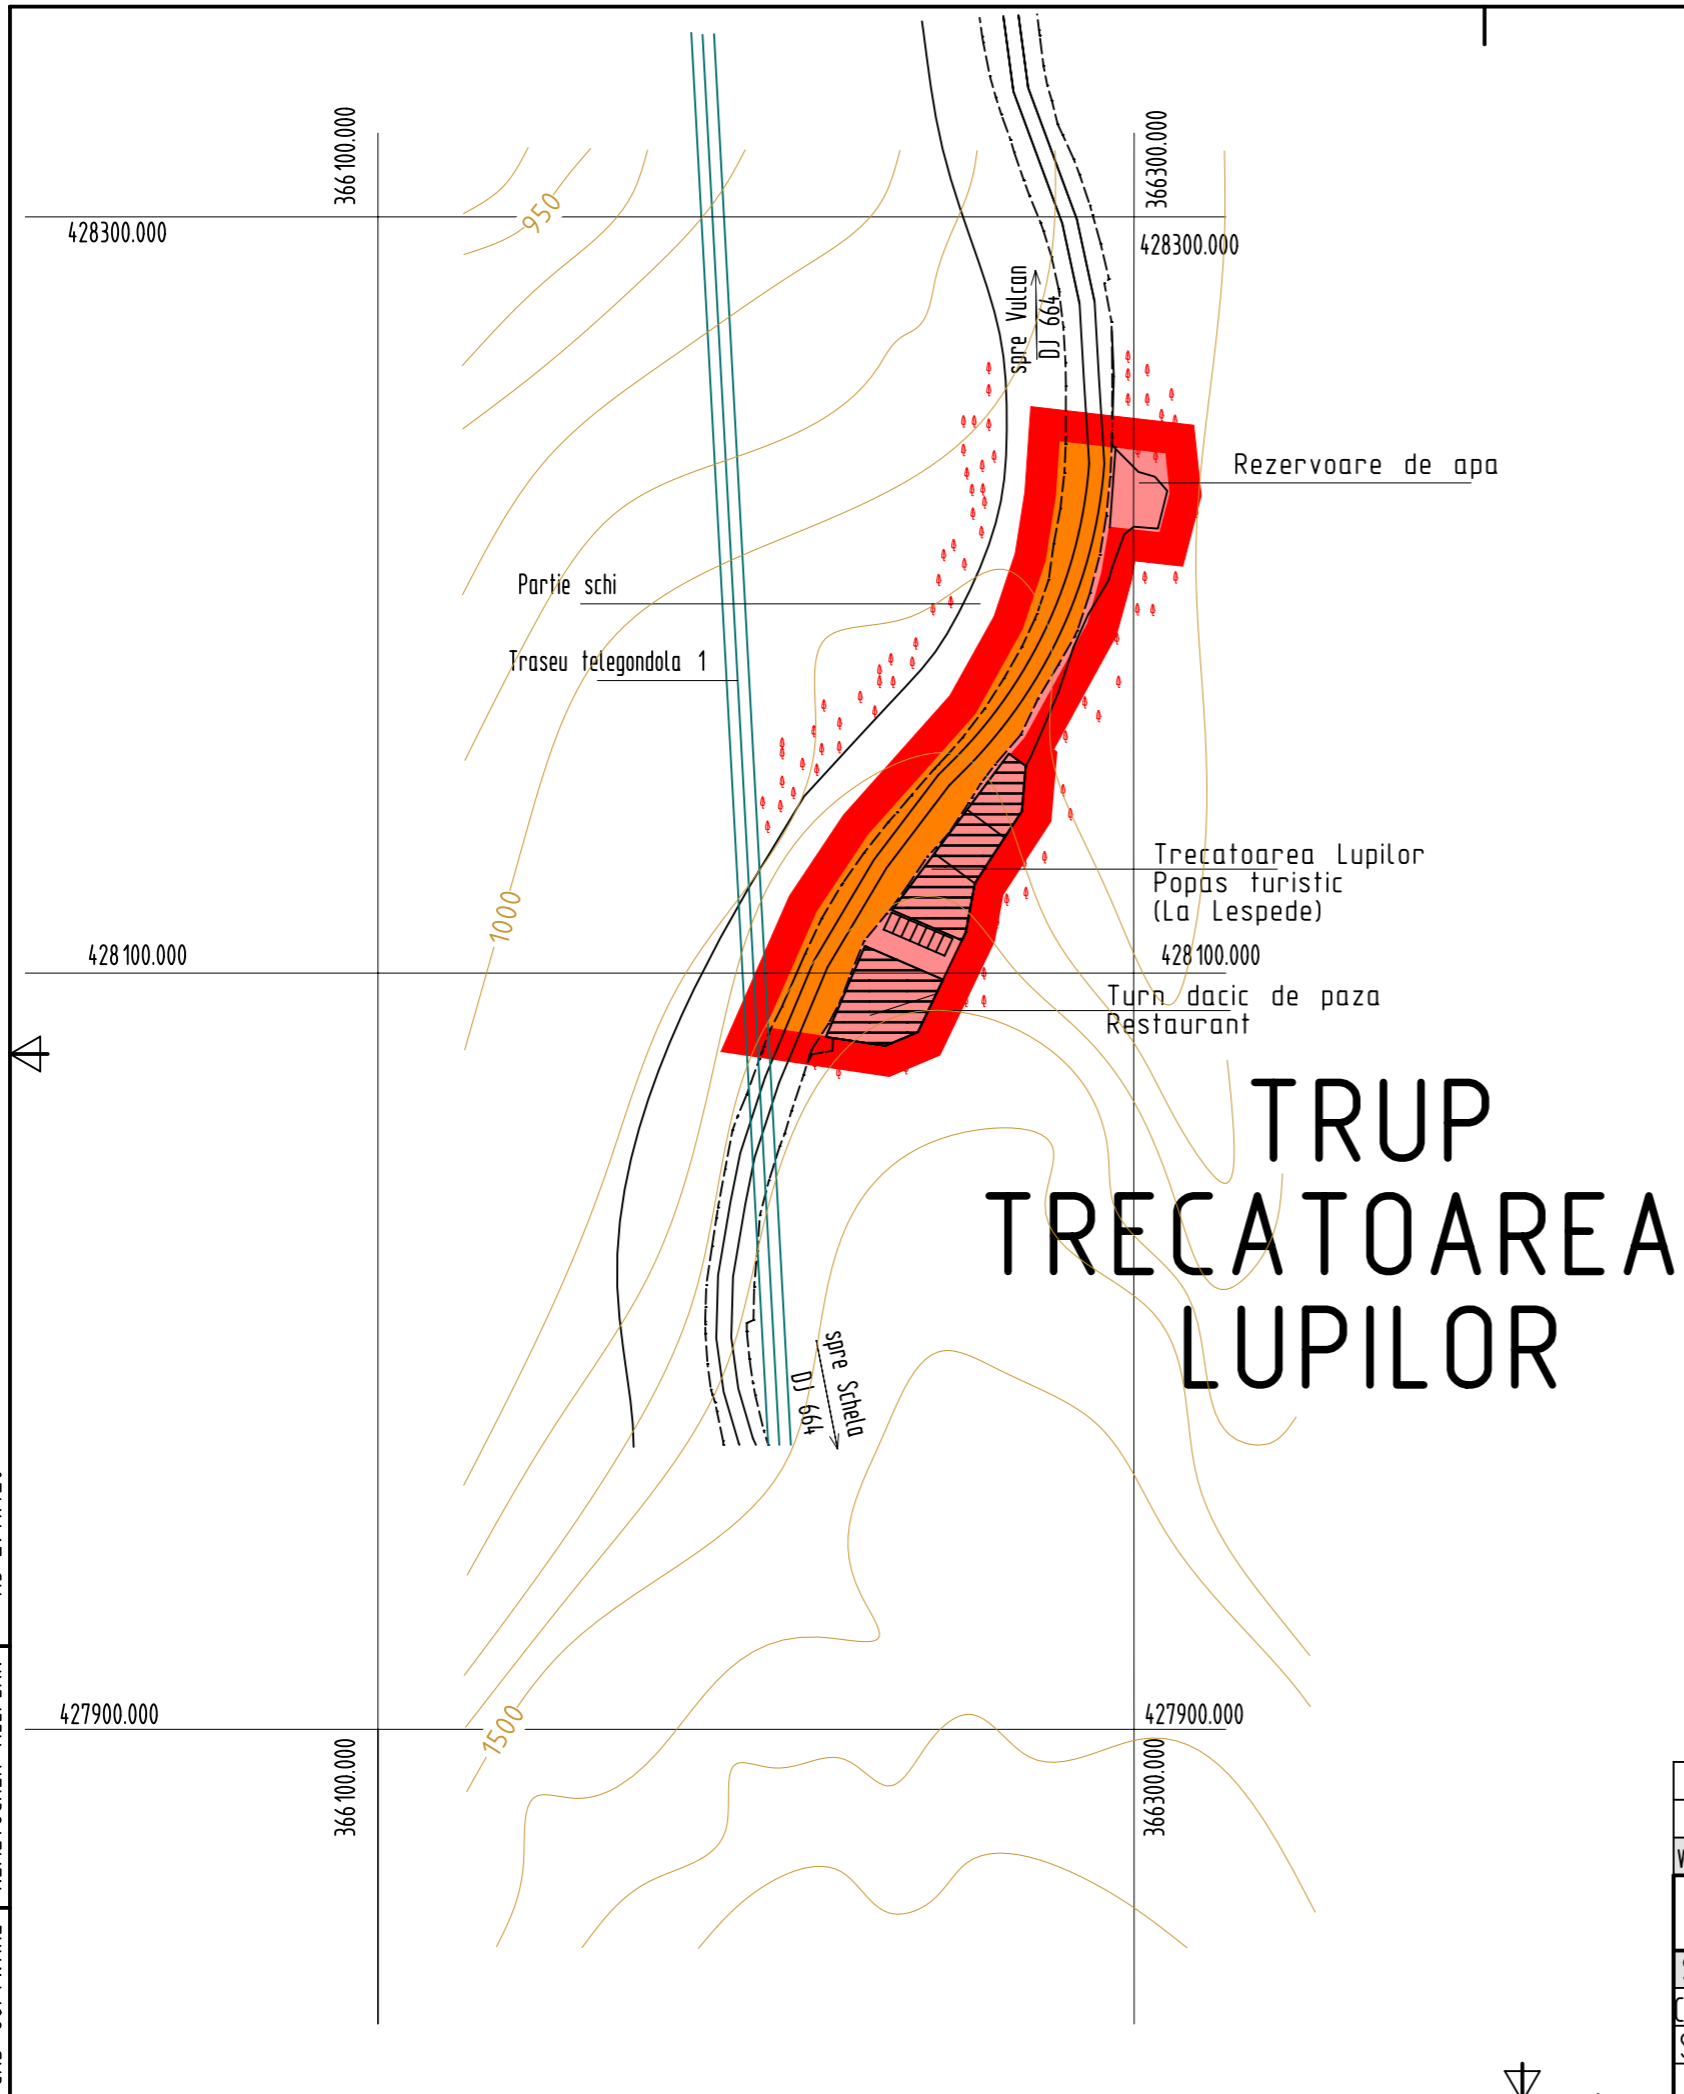 366100.000
366300.000
950
428300.000
428300.000
spre Vulcan
DJ 664
Rezervoare de apa
Partie schi
Traseu telegondola 1
Trecatoarea Lupilor
Popas turistic
(La Lespede)
1000
428100.000
428100.000
Turn dacic de paza
Restaurant
TRUP
TRECATOAREA
LUPILOR
spre Schela
DJ 664
427900.000
427900.000
1500
366100.000
366300.000